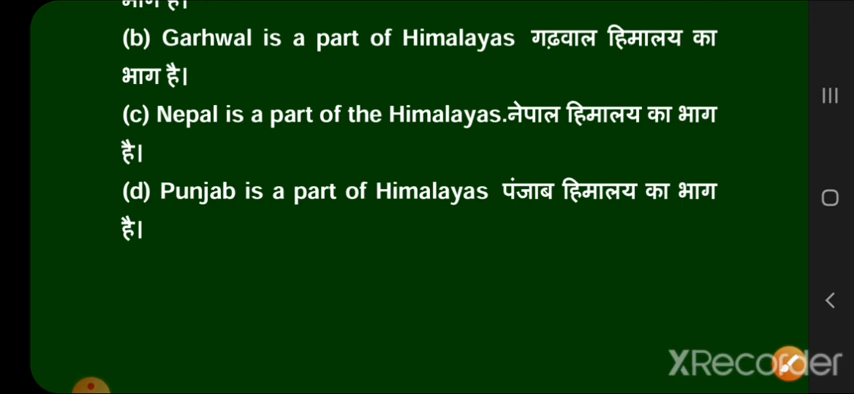 भाग है।
(b) Garhwal is a part of Himalayas गढ़वाल हिमालय का
भाग है।
(c) Nepal is a part of the Himalayas.नेपाल हिमालय का भाग
है।
(d) Punjab is a part of Himalayas पंजाब हिमालय का भाग
है।
XRecorder